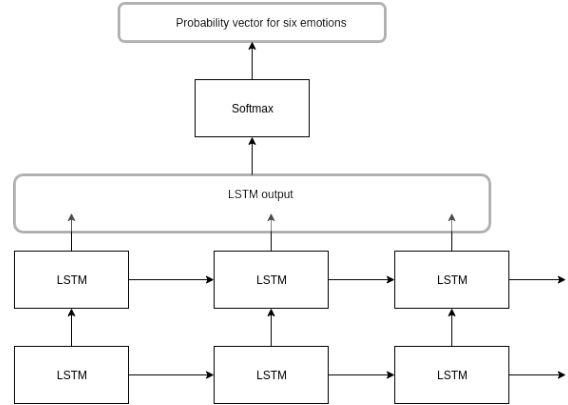 Probability vector for six emotions
Softmax
LSTM output
LSTM
LSTM
LSTM
LSTM
LSTM
LSTM